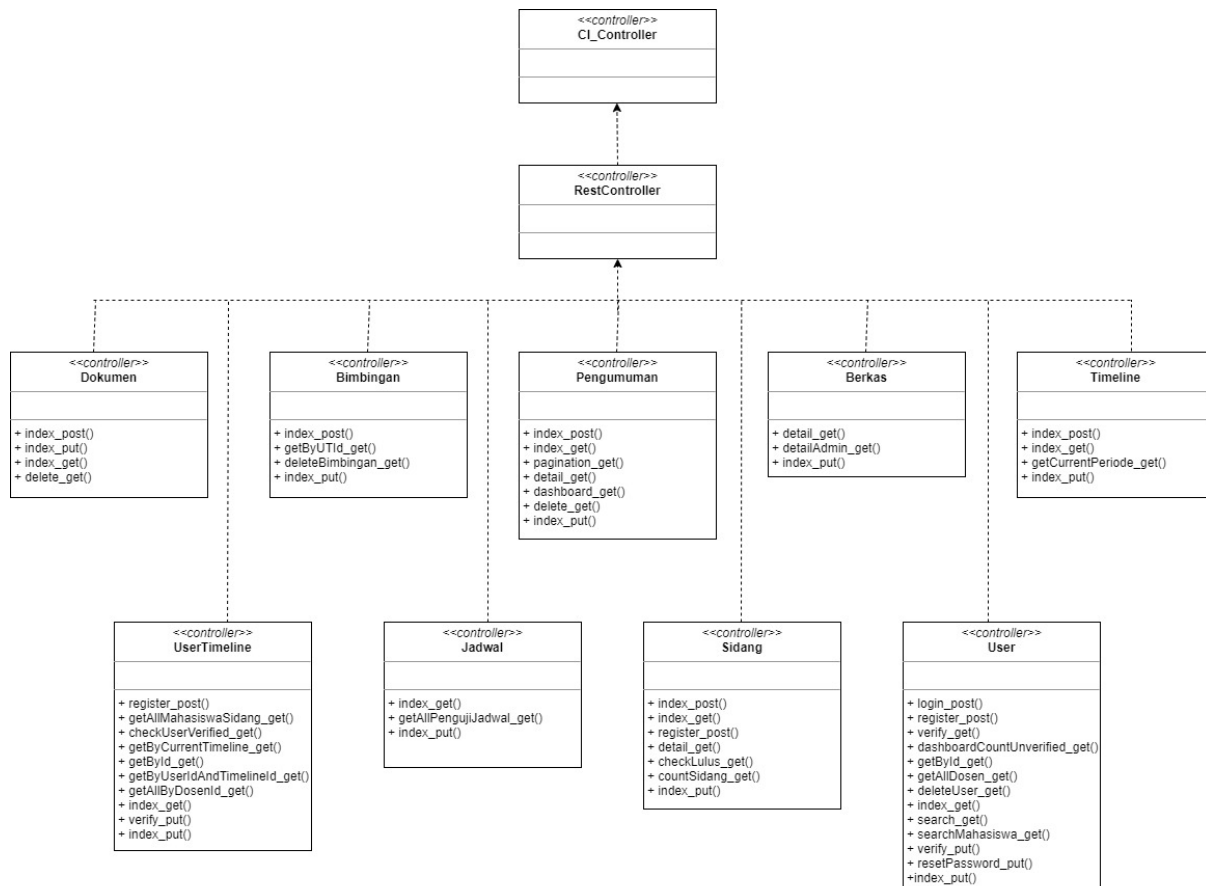 <<controller>>
CI_Controller
<<controller>>
RestController
<<controller>>
Dokumen
+ index_post()
+ index_put()
+ index_get()
+ delete_get()
<<controller>>
Bimbingan
+ index_post()
+ getByUTId_get()
+ deleteBimbingan_get()
+ index_put()
<<controller>>
Pengumuman
+ index_post()
+ index_get()
+ pagination_get()
+ detail_get()
+ dashboard_get()
+ delete_get()
+ index_put()
<<controller>>
Berkas
+ detail_get()
+ detailAdmin_get()
+ index_put()
<<controller>>
Timeline
+ index_post()
+ index_get()
+ getCurrentPeriode_get()
+ index_put()
<<controller>>
UserTimeline
+ register_post()
+ getAllMahasiswaSidang_get()
+ checkUserVerified_get()
+ getByCurrentTimeline_get()
+ getById_get()
+ getByUserIdAndTimelineId_get()
+ getAllByDosenId_get()
+ index_get()
+ verify_put()
+ index_put()
<<controller>>
Jadwal
+ index_get()
+ getAllPengujiJadwal_get()
+ index_put()
<<controller>>
Sidang
+ index_post()
+ index_get()
+ register_post()
+ detail_get()
+ checkLulus_get()
+ countSidang_get()
+ index_put()
<<controller>>
User
+ login_post()
+ register_post()
+ verify_get()
+ dashboardCountUnverified_get()
+ getById_get()
+ getAllDosen_get()
+ deleteUser_get()
+ index_get()
+ search_get()
+ searchMahasiswa_get()
+ verify_put()
+ resetPassword_put()
+index_put()